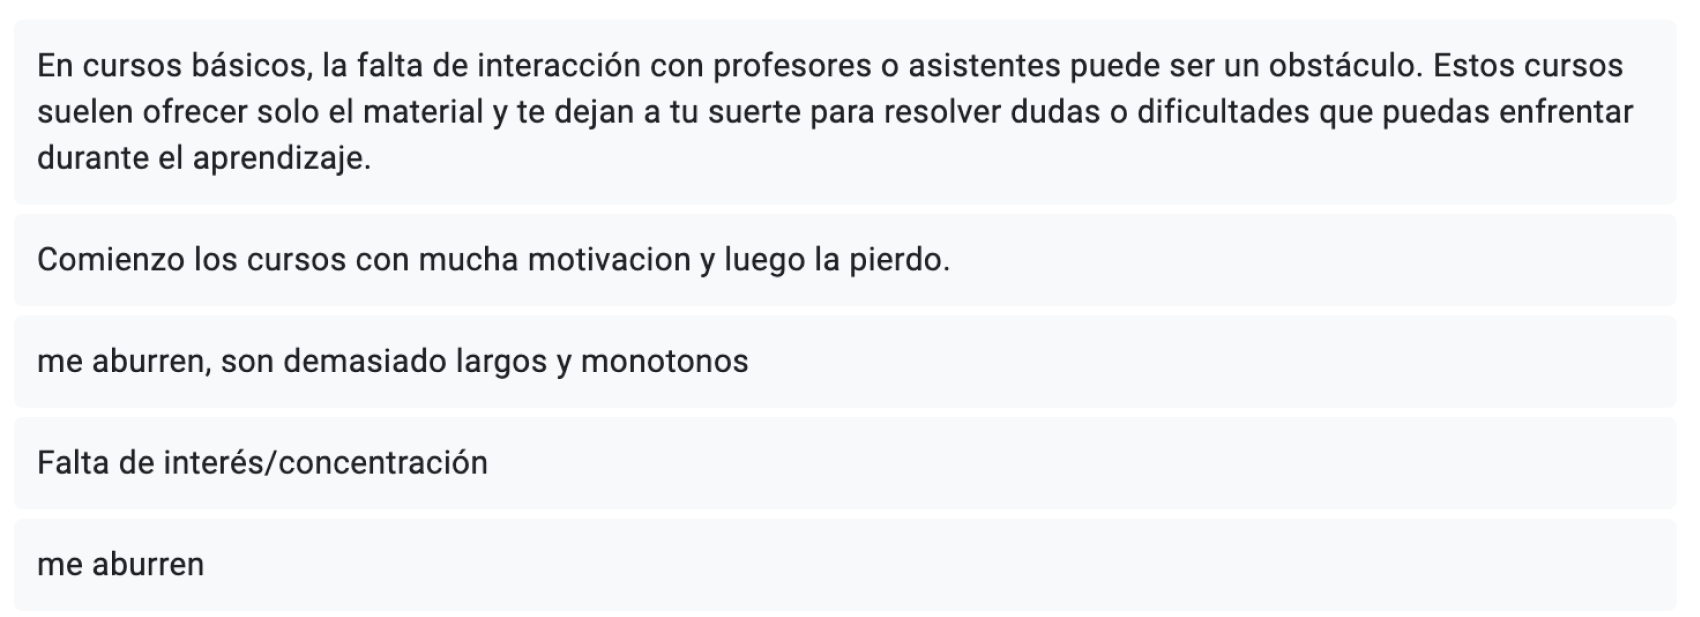 En cursos básicos, la falta de interacción con profesores o asistentes puede ser un obstáculo. Estos cursos
suelen ofrecer solo el material y te dejan a tu suerte para resolver dudas o dificultades que puedas enfrentar
durante el aprendizaje.
Comienzo los cursos con mucha motivacion y luego la pierdo.
me aburren, son demasiado largos y monotonos
Falta de interés/concentración
me aburren